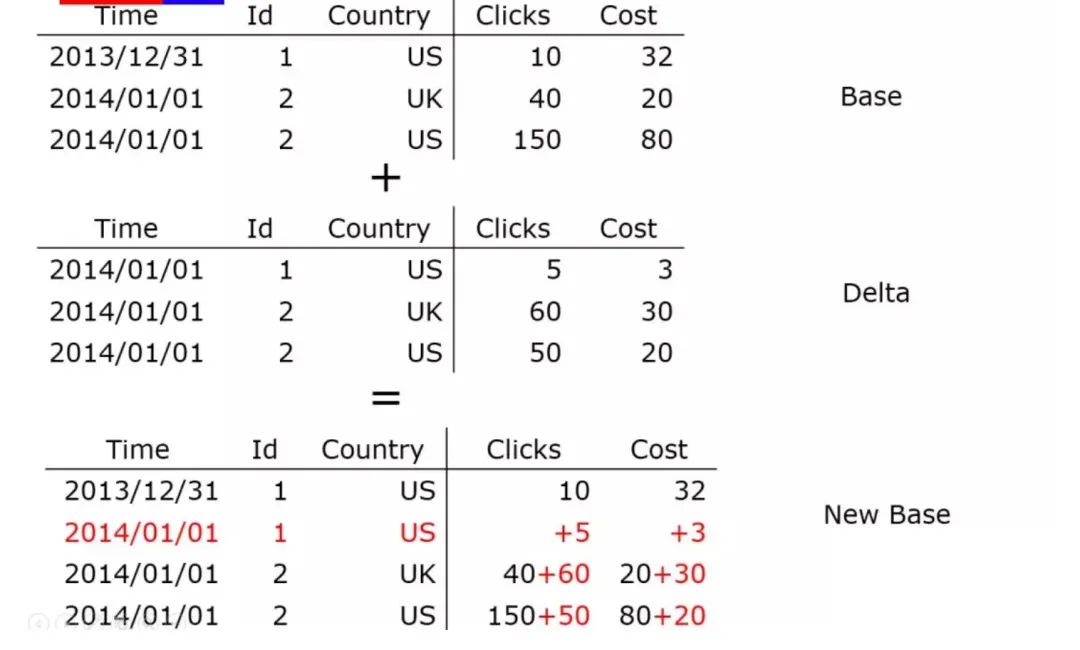 Time Id Country Clicks Cost
2013/12/31 1 US 10 32
2014/01/01 2 UK 40 20
2014/01/01 2 US 150 80
Base
+
Time Id Country Clicks Cost
2014/01/01 1 US 5 3
2014/01/01 2 UK 60 30
2014/01/01 2 US 50 20
Delta
=
Time Id Country Clicks Cost
2013/12/31 1 US 10 32
2014/01/01 1 US +5 +3
2014/01/01 2 UK 40+60 20+30
2014/01/01 2 US 150+50 80+20
New Base